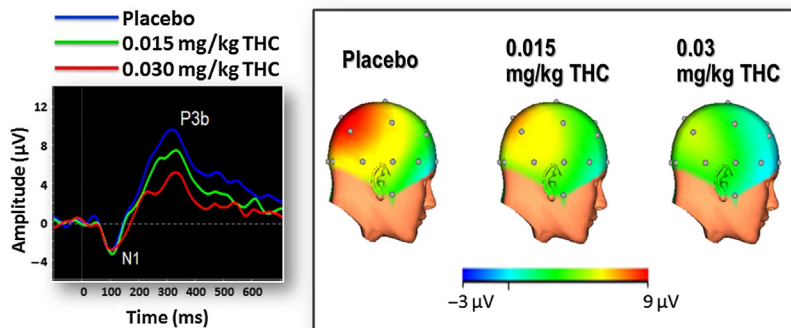 Placebo
0.015 mg/kg THC
0.030 mg/kg THC
Amplitude (µV)
12
8
4
0
−4
P3b
N1
0 100 200 300 400 500 600
Time (ms)
Placebo
0.015
mg/kg THC
0.03
mg/kg THC
−3 µV
9 µV